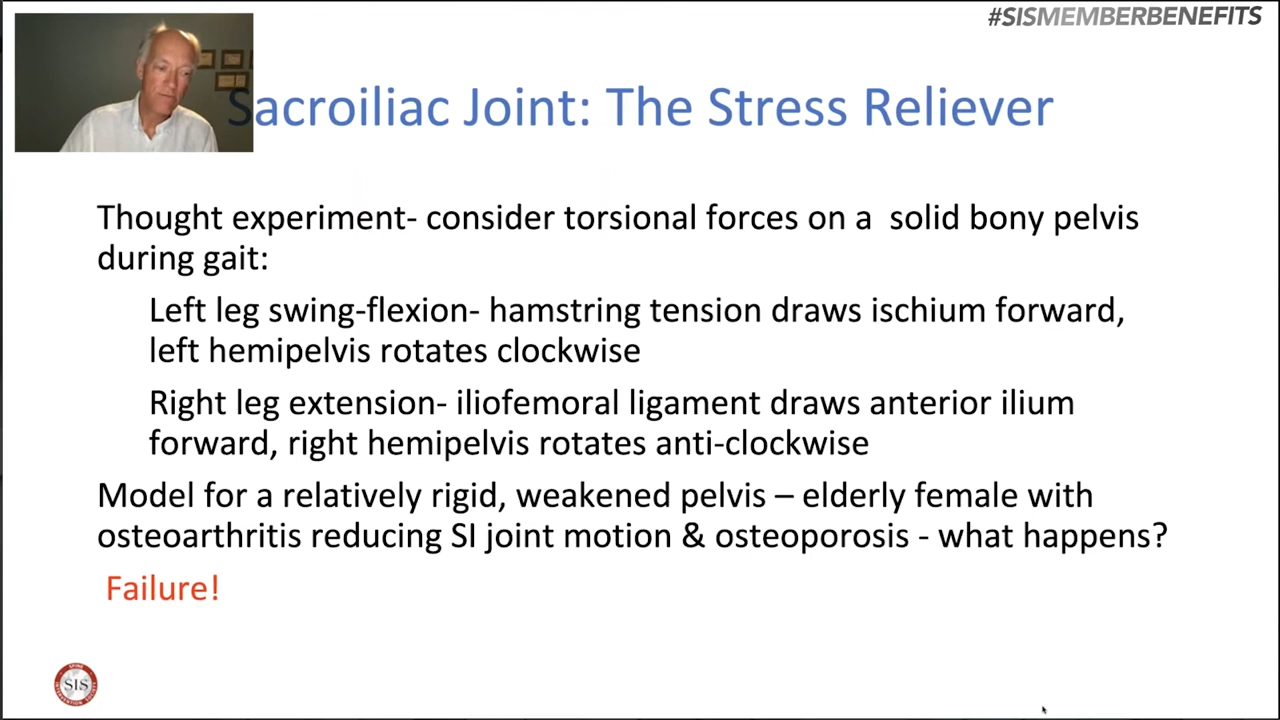 #SISMEMBERBENEFITS
Sacroiliac Joint: The Stress Reliever
Thought experiment- consider torsional forces on a solid bony pelvis
during gait:
Left leg swing-flexion- hamstring tension draws ischium forward,
left hemipelvis rotates clockwise
Right leg extension- iliofemoral ligament draws anterior ilium
forward, right hemipelvis rotates anti-clockwise
Model for a relatively rigid, weakened pelvis – elderly female with
osteoarthritis reducing SI joint motion & osteoporosis - what happens?
Failure!
SPINE
SIS
INTERVENTION SOCIETY